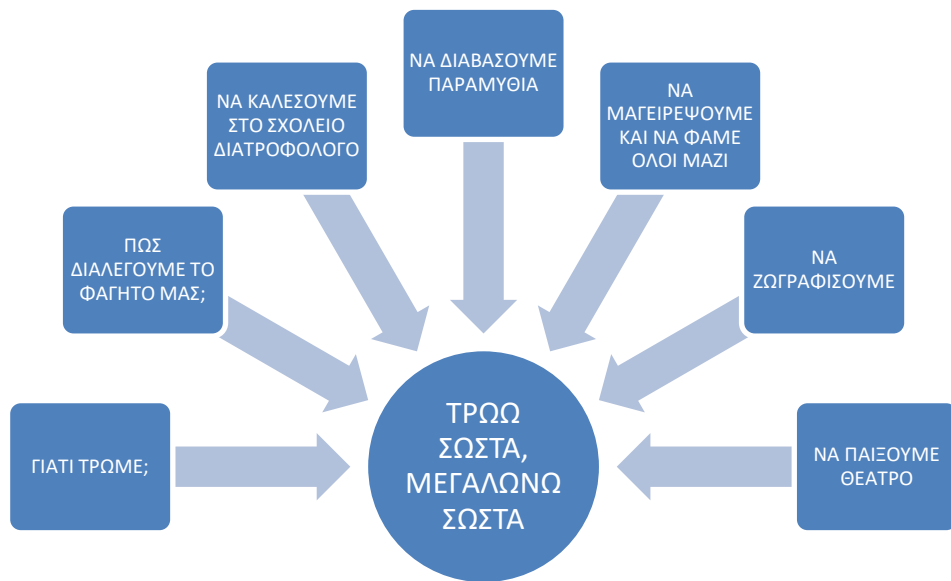 ΓΙΑΤΙ ΤΡΩΜΕ;
ΠΩΣ
ΔΙΑΛΕΓΟΥΜΕ ΤΟ
ΦΑΓΗΤΟ ΜΑΣ;
ΝΑ ΚΑΛΕΣΟΥΜΕ
ΣΤΟ ΣΧΟΛΕΙΟ
ΔΙΑΤΡΟΦΟΛΟΓΟ
ΝΑ ΔΙΑΒΑΣΟΥΜΕ
ΠΑΡΑΜΥΘΙΑ
ΝΑ
ΜΑΓΕΙΡΕΨΟΥΜΕ
ΚΑΙ ΝΑ ΦΑΜΕ
ΟΛΟΙ ΜΑΖΙ
ΝΑ
ΖΩΓΡΑΦΙΣΟΥΜΕ
ΝΑ ΠΑΙΞΟΥΜΕ
ΘΕΑΤΡΟ
ΤΡΩΩ
ΣΩΣΤΑ,
ΜΕΓΑΛΩΝΩ
ΣΩΣΤΑ